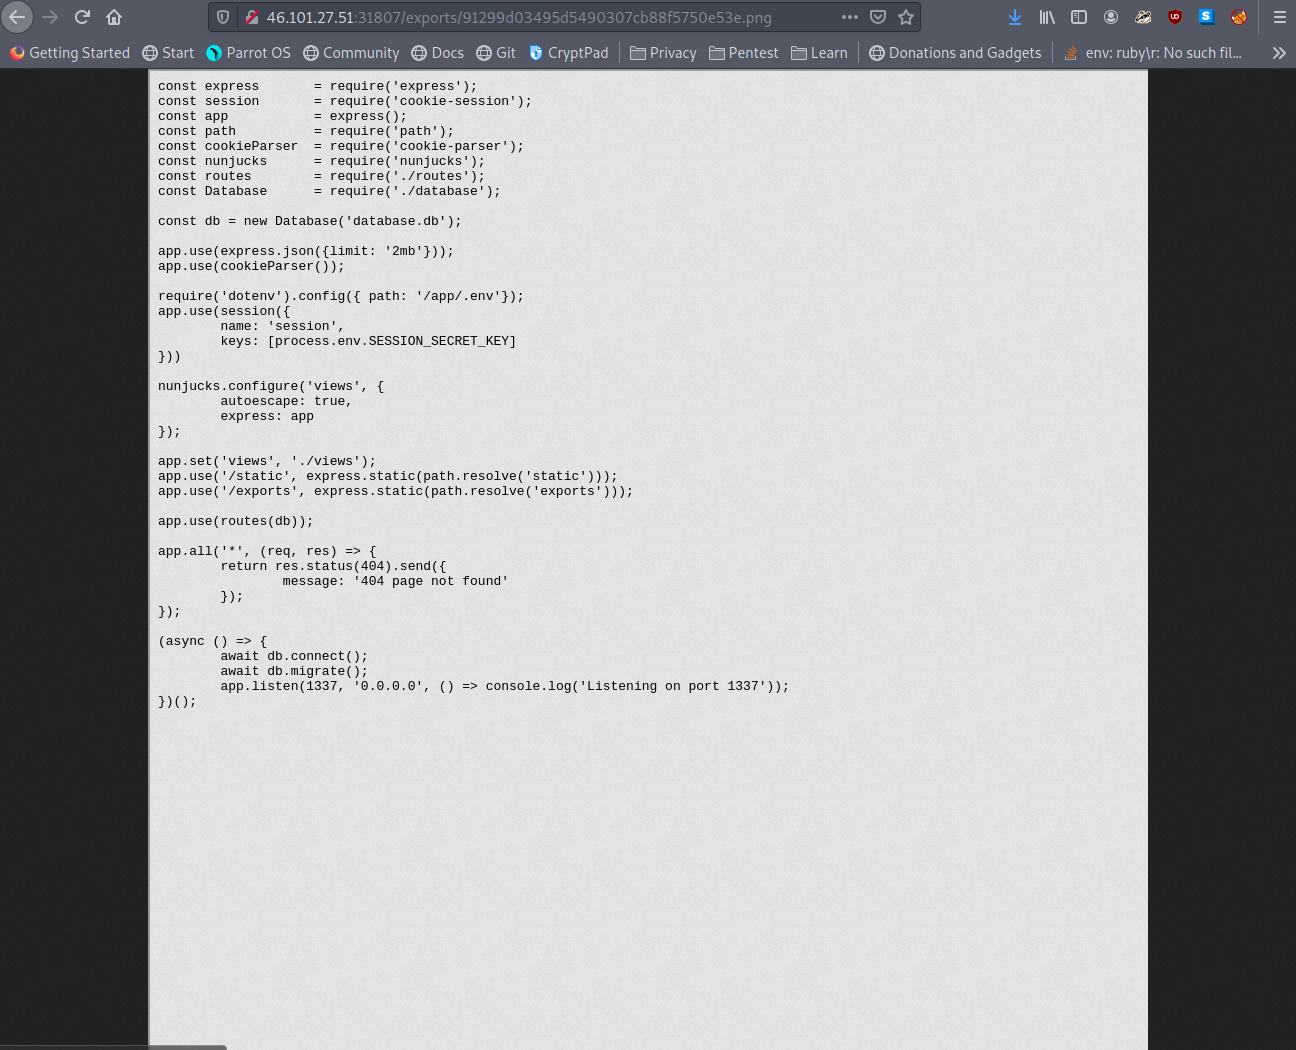 46.101.27.51:31807/exports/91299d03495d5490307cb88f5750e53e.png
Getting Started Start Parrot OS Community Docs Git CryptPad Privacy Pentest Learn Donations and Gadgets env: ruby\r: No such fil...
const express       = require('express');
const session       = require('cookie-session');
const app           = express();
const path          = require('path');
const cookieParser  = require('cookie-parser');
const nunjucks      = require('nunjucks');
const routes        = require('./routes');
const Database      = require('./database');

const db = new Database('database.db');

app.use(express.json({limit: '2mb'}));
app.use(cookieParser());

require('dotenv').config({ path: '/app/.env'});
app.use(session({
        name: 'session',
        keys: [process.env.SESSION_SECRET_KEY]
}))

nunjucks.configure('views', {
        autoescape: true,
        express: app
});

app.set('views', './views');
app.use('/static', express.static(path.resolve('static')));
app.use('/exports', express.static(path.resolve('exports')));

app.use(routes(db));

app.all('*', (req, res) => {
        return res.status(404).send({
                message: '404 page not found'
        });
});

(async () => {
        await db.connect();
        await db.migrate();
        app.listen(1337, '0.0.0.0', () => console.log('Listening on port 1337'));
})();